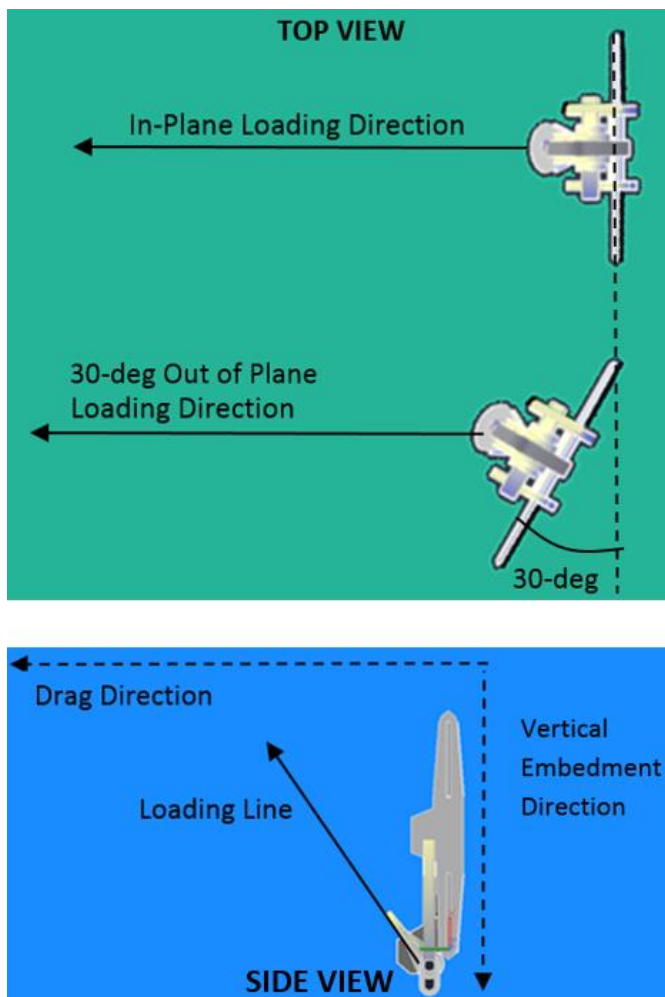 TOP VIEW
In-Plane Loading Direction
30-deg Out of Plane
Loading Direction
30-deg
Drag Direction
Vertical
Embedment
Direction
Loading Line
SIDE VIEW